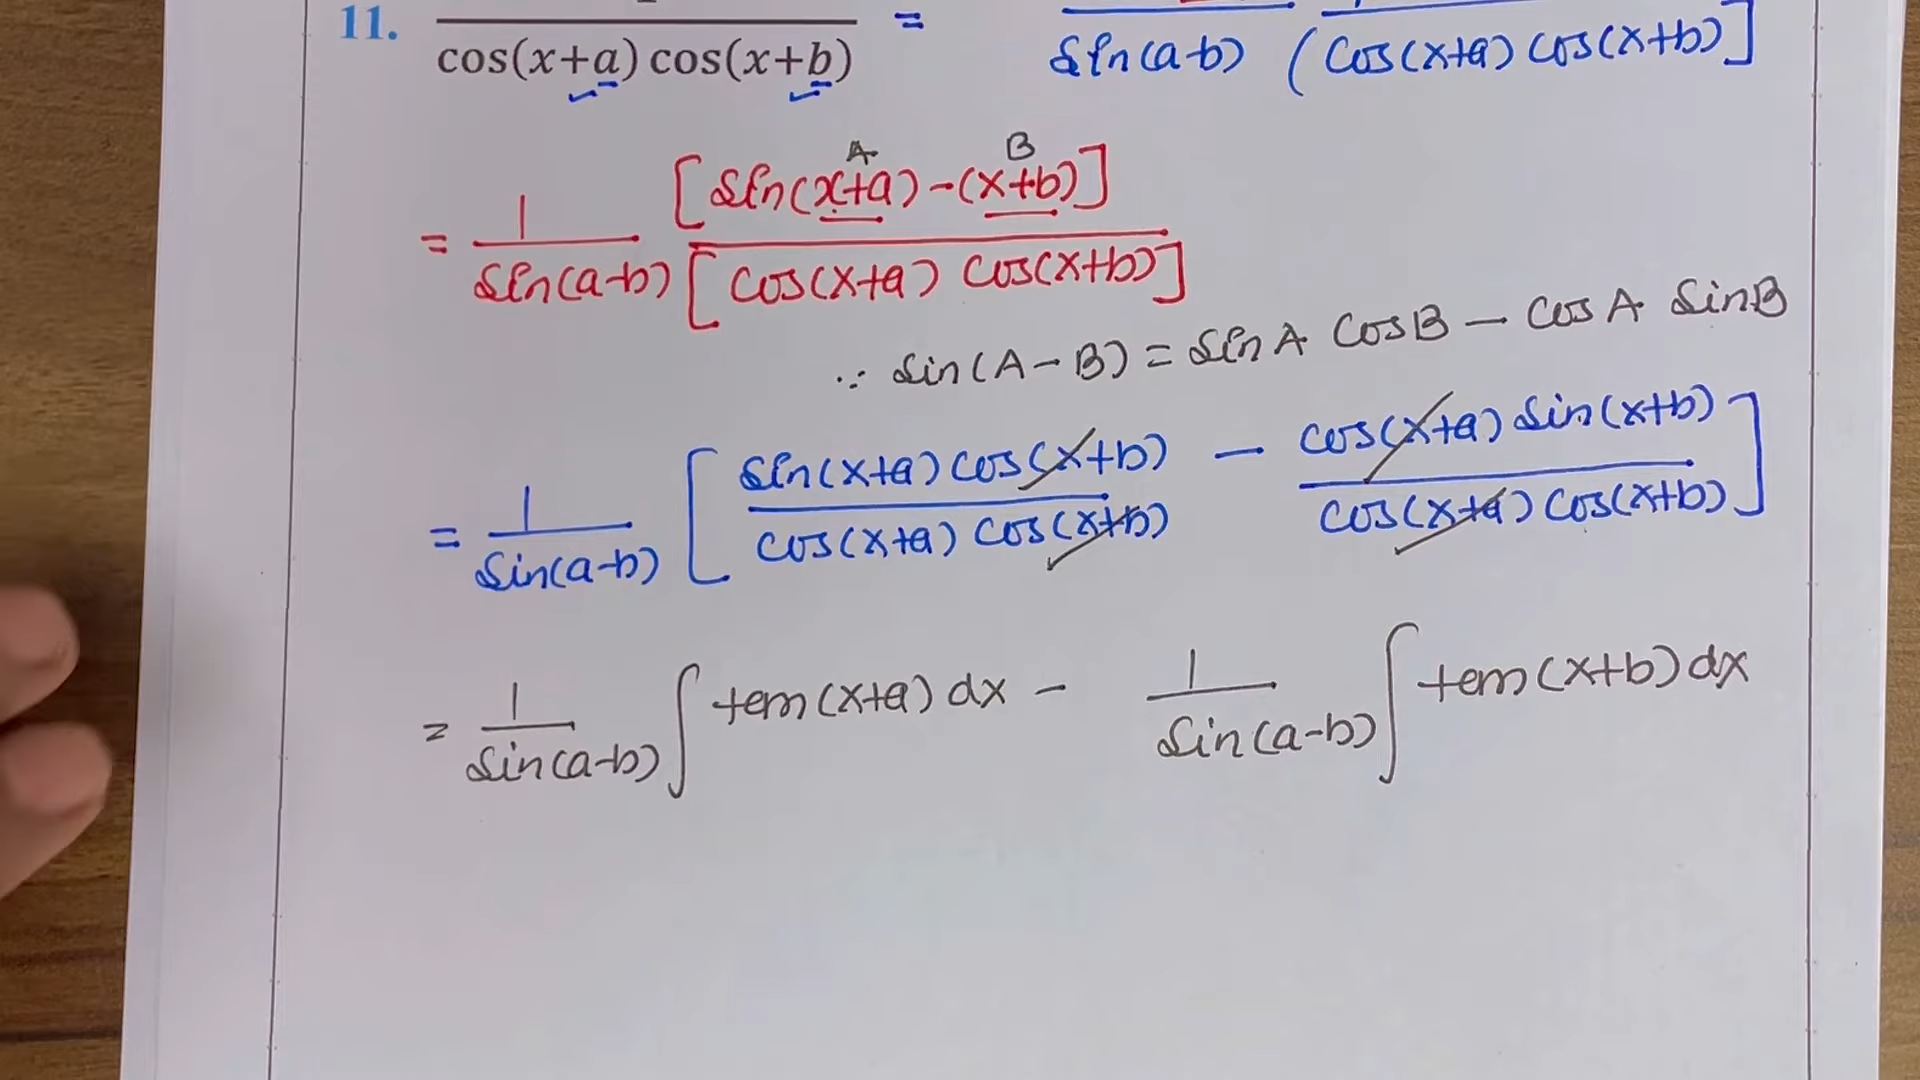 11. cos(x+a) cos(x+b) = sin(a-b) (cos(x+a) cos(x+b)]
A B
= 1/sin(a-b) [sin(x+a)-(x+b)]/[cos(x+a) cos(x+b)]
∵ sin(A-B) = sin A cos B - cos A sin B
= 1/sin(a-b) [ sin(x+a) cos(x+b)/cos(x+a) cos(x+b) - cos(x+a) sin(x+b)/cos(x+a) cos(x+b) ]
= 1/sin(a-b) ∫ tan(x+a) dx - 1/sin(a-b) ∫ tan(x+b) dx